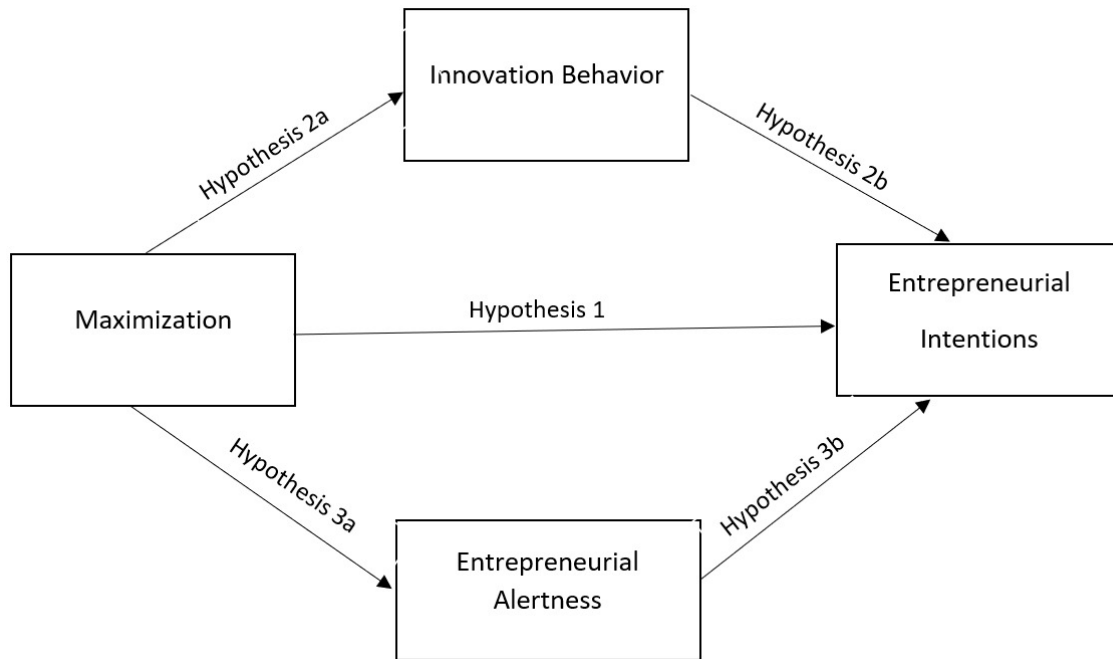 Innovation Behavior
Hypothesis 2a
Hypothesis 2b
Maximization
Hypothesis 1
Entrepreneurial
Intentions
Hypothesis 3a
Hypothesis 3b
Entrepreneurial
Alertness